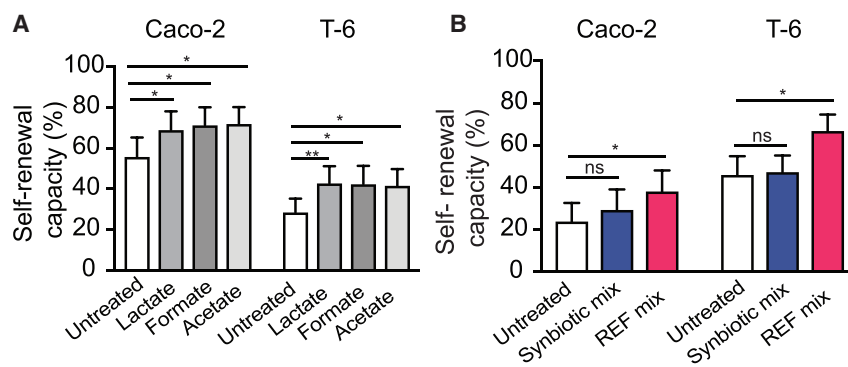 A
Caco-2
T-6
Self-renewal
capacity (%)
100
80
60
40
20
0
*
*
*
*
*
**
Untreated
Lactate
Formate
Acetate
Untreated
Lactate
Formate
Acetate
B
Caco-2
T-6
Self- renewal
capacity (%)
100
80
60
40
20
0
*
ns
*
ns
Untreated
Synbiotic mix
REF mix
Untreated
Synbiotic mix
REF mix